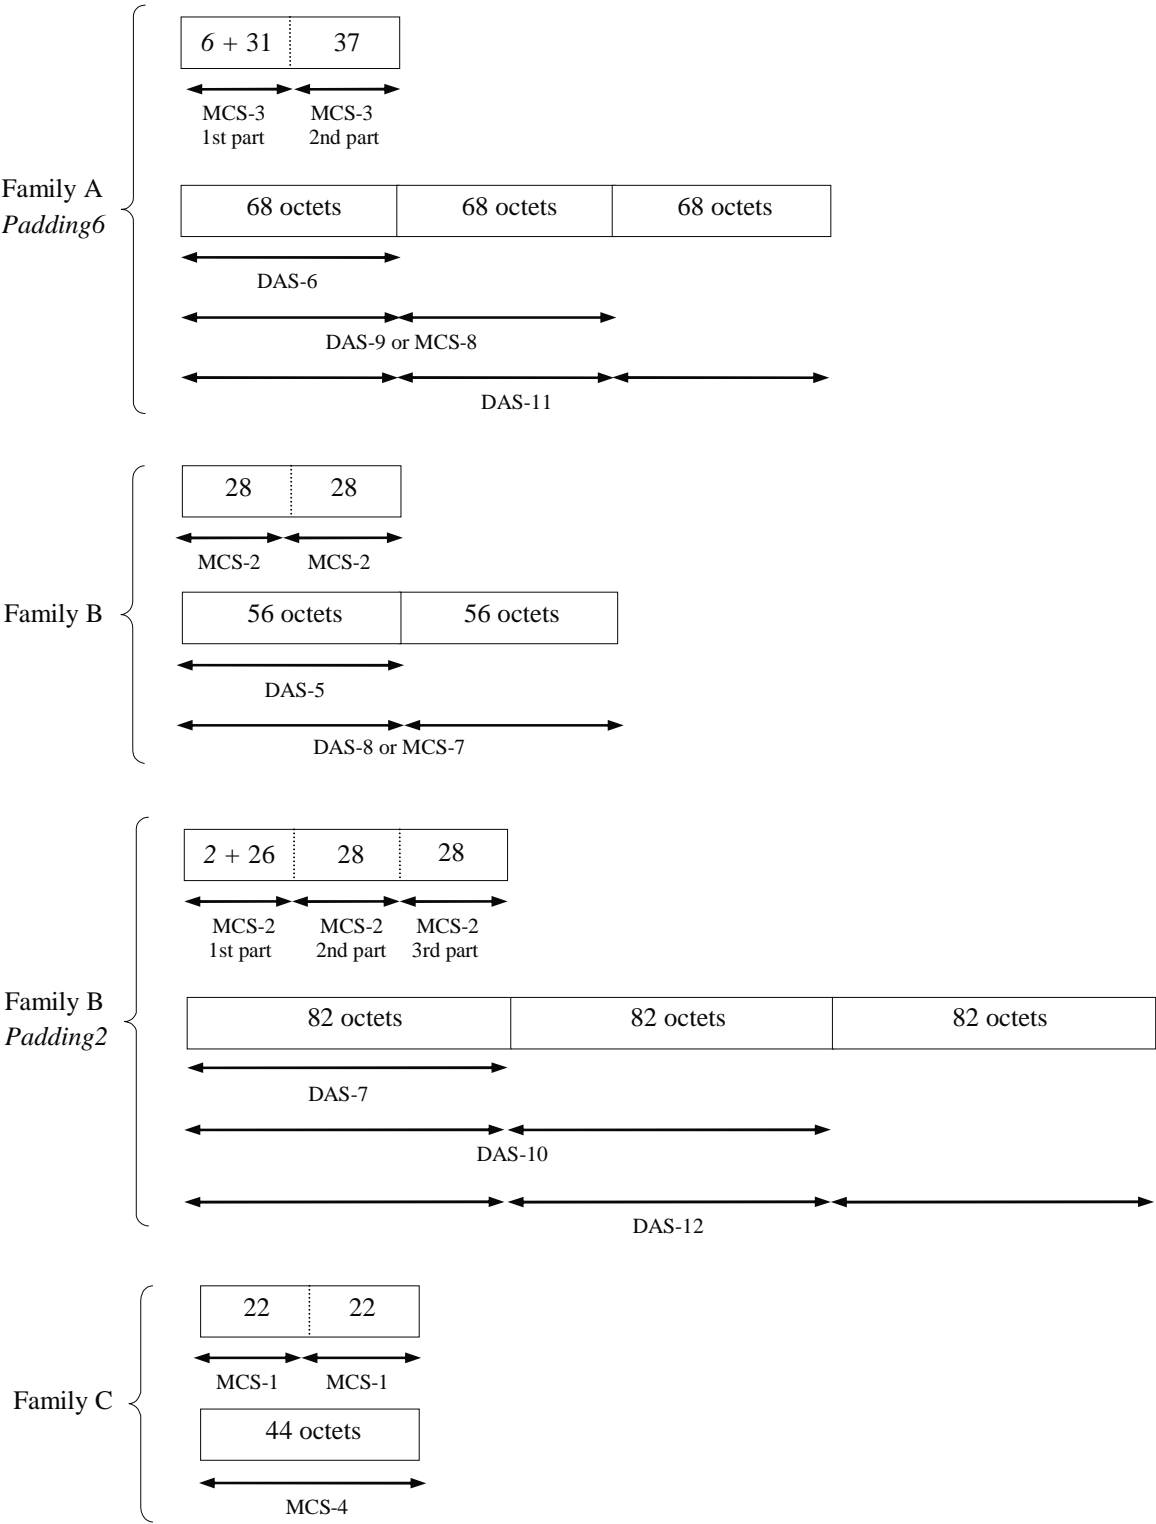 6 + 31 37
MCS-3 MCS-3
1st part 2nd part
Family A
Padding6
68 octets 68 octets 68 octets
DAS-6
DAS-9 or MCS-8
DAS-11
28 28
MCS-2 MCS-2
Family B
56 octets 56 octets
DAS-5
DAS-8 or MCS-7
2 + 26 28 28
MCS-2 MCS-2 MCS-2
1st part 2nd part 3rd part
Family B
Padding2
82 octets 82 octets 82 octets
DAS-7
DAS-10
DAS-12
22 22
MCS-1 MCS-1
Family C
44 octets
MCS-4